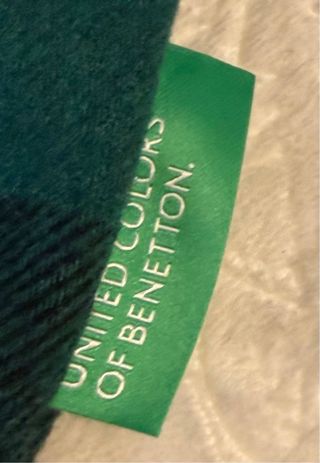 UNITED COLORS
OF BENETTON.